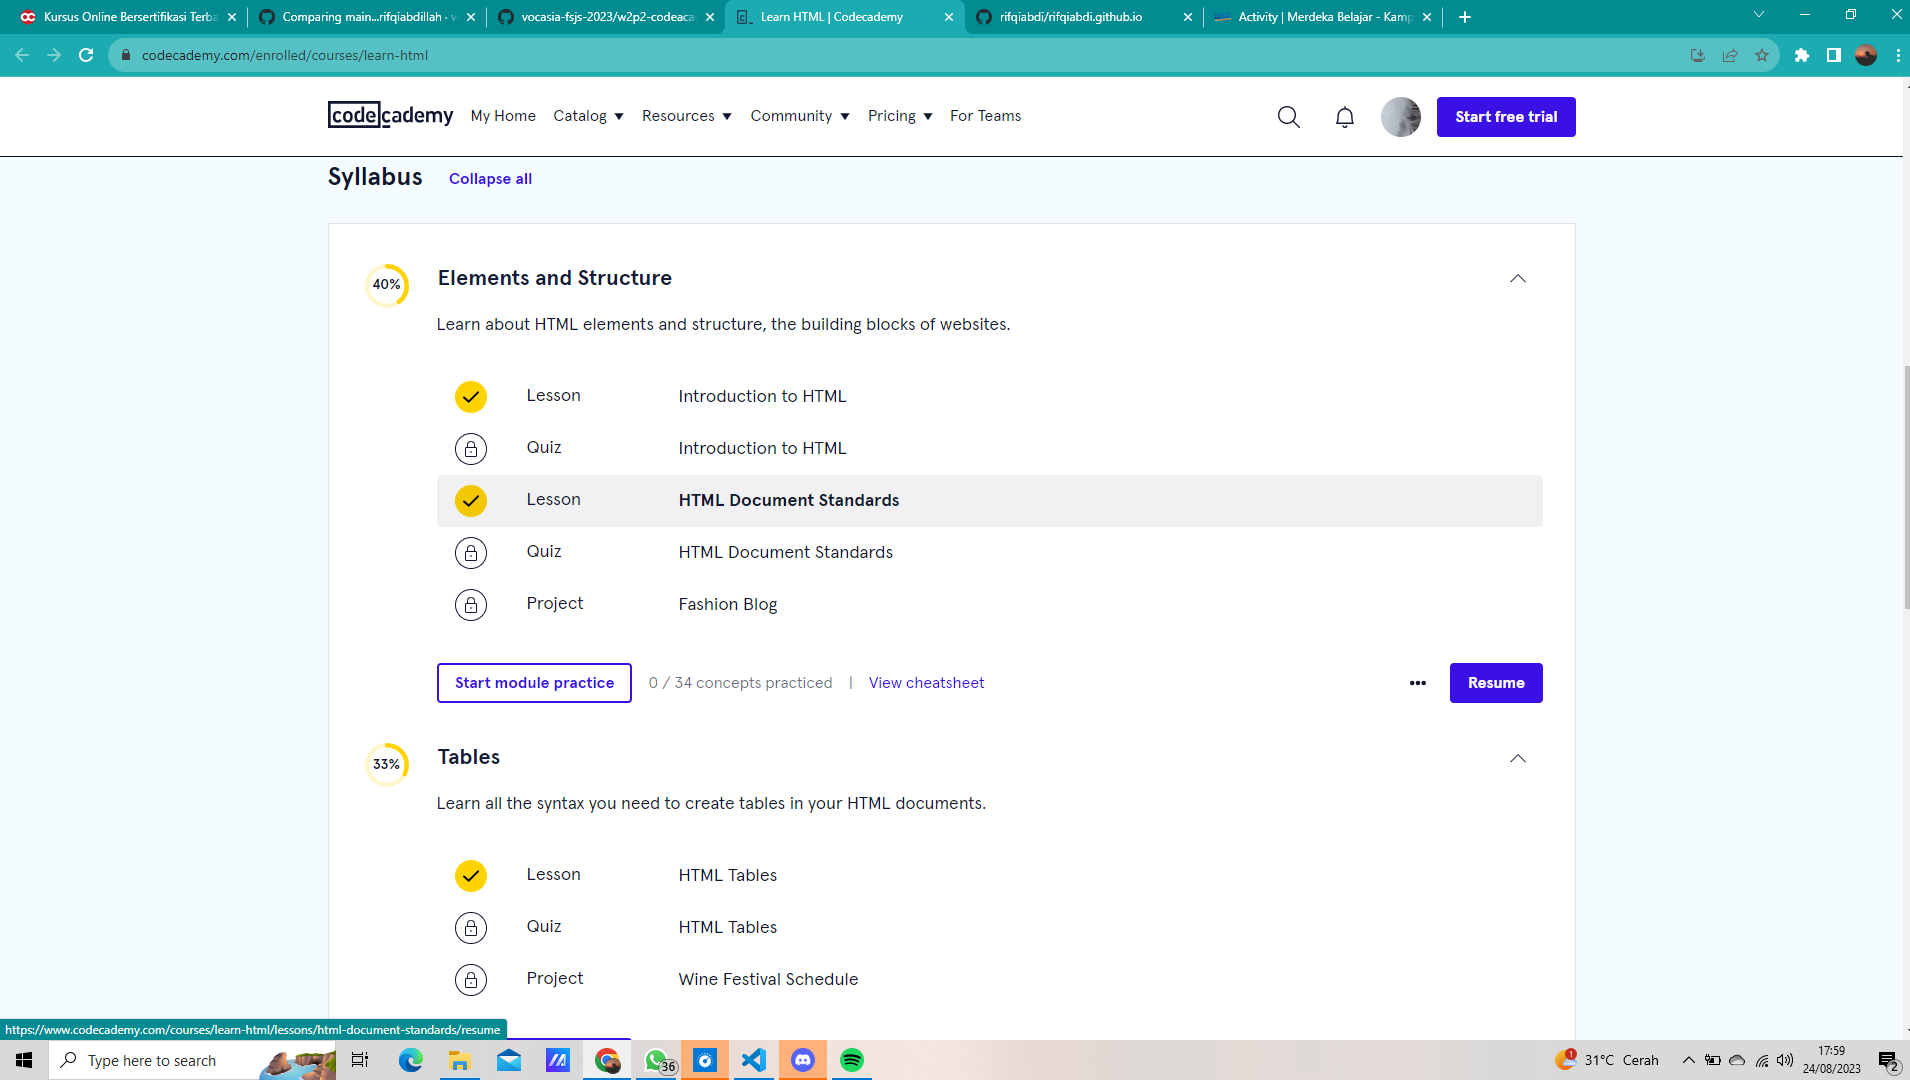 Kursus Online Bersertifikasi Terba
Comparing main...rifqiabdillah · v
vocasia-fsjs-2023/w2p2-codeaca
Learn HTML | Codecademy
rifqiabdi/rifqiabdi.github.io
Activity | Merdeka Belajar - Kamp
codecademy.com/enrolled/courses/learn-html
codecademy My Home Catalog Resources Community Pricing For Teams Start free trial
Syllabus Collapse all
40% Elements and Structure
Learn about HTML elements and structure, the building blocks of websites.
Lesson Introduction to HTML
Quiz Introduction to HTML
Lesson HTML Document Standards
Quiz HTML Document Standards
Project Fashion Blog
Start module practice 0 / 34 concepts practiced | View cheatsheet ••• Resume
33% Tables
Learn all the syntax you need to create tables in your HTML documents.
Lesson HTML Tables
Quiz HTML Tables
Project Wine Festival Schedule
https://www.codecademy.com/courses/learn-html/lessons/html-document-standards/resume
Type here to search
36
1
31°C Cerah
17:59
24/08/2023
2